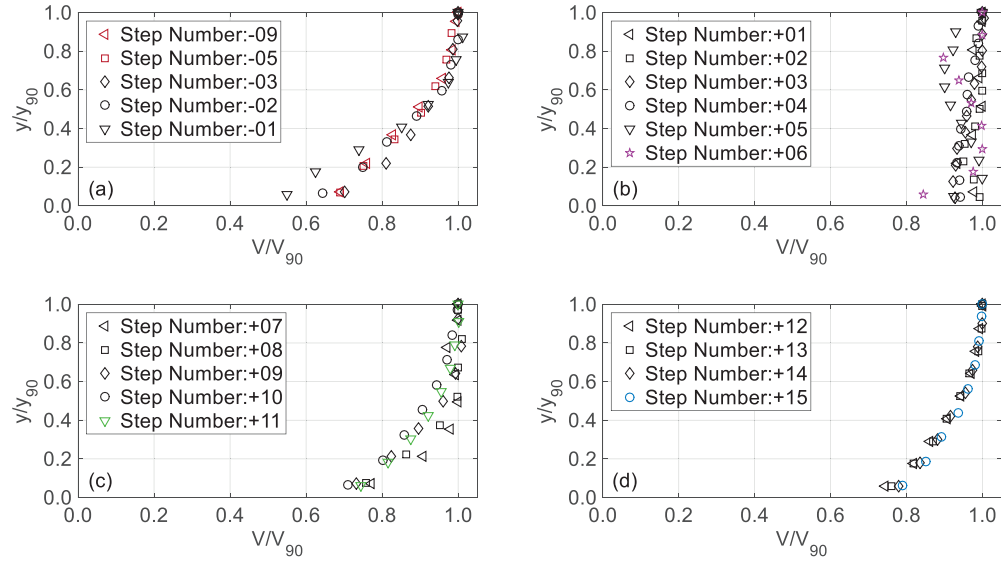 1.0
0.8
0.6
0.4
0.2
0.0
y/y90
Step Number:-09
Step Number:-05
Step Number:-03
Step Number:-02
Step Number:-01
(a)
0.0 0.2 0.4 0.6 0.8 1.0
V/V90
1.0
0.8
0.6
0.4
0.2
0.0
y/y90
Step Number:+01
Step Number:+02
Step Number:+03
Step Number:+04
Step Number:+05
Step Number:+06
(b)
0.0 0.2 0.4 0.6 0.8 1.0
V/V90
1.0
0.8
0.6
0.4
0.2
0.0
y/y90
Step Number:+07
Step Number:+08
Step Number:+09
Step Number:+10
Step Number:+11
(c)
0.0 0.2 0.4 0.6 0.8 1.0
V/V90
1.0
0.8
0.6
0.4
0.2
0.0
y/y90
Step Number:+12
Step Number:+13
Step Number:+14
Step Number:+15
(d)
0.0 0.2 0.4 0.6 0.8 1.0
V/V90